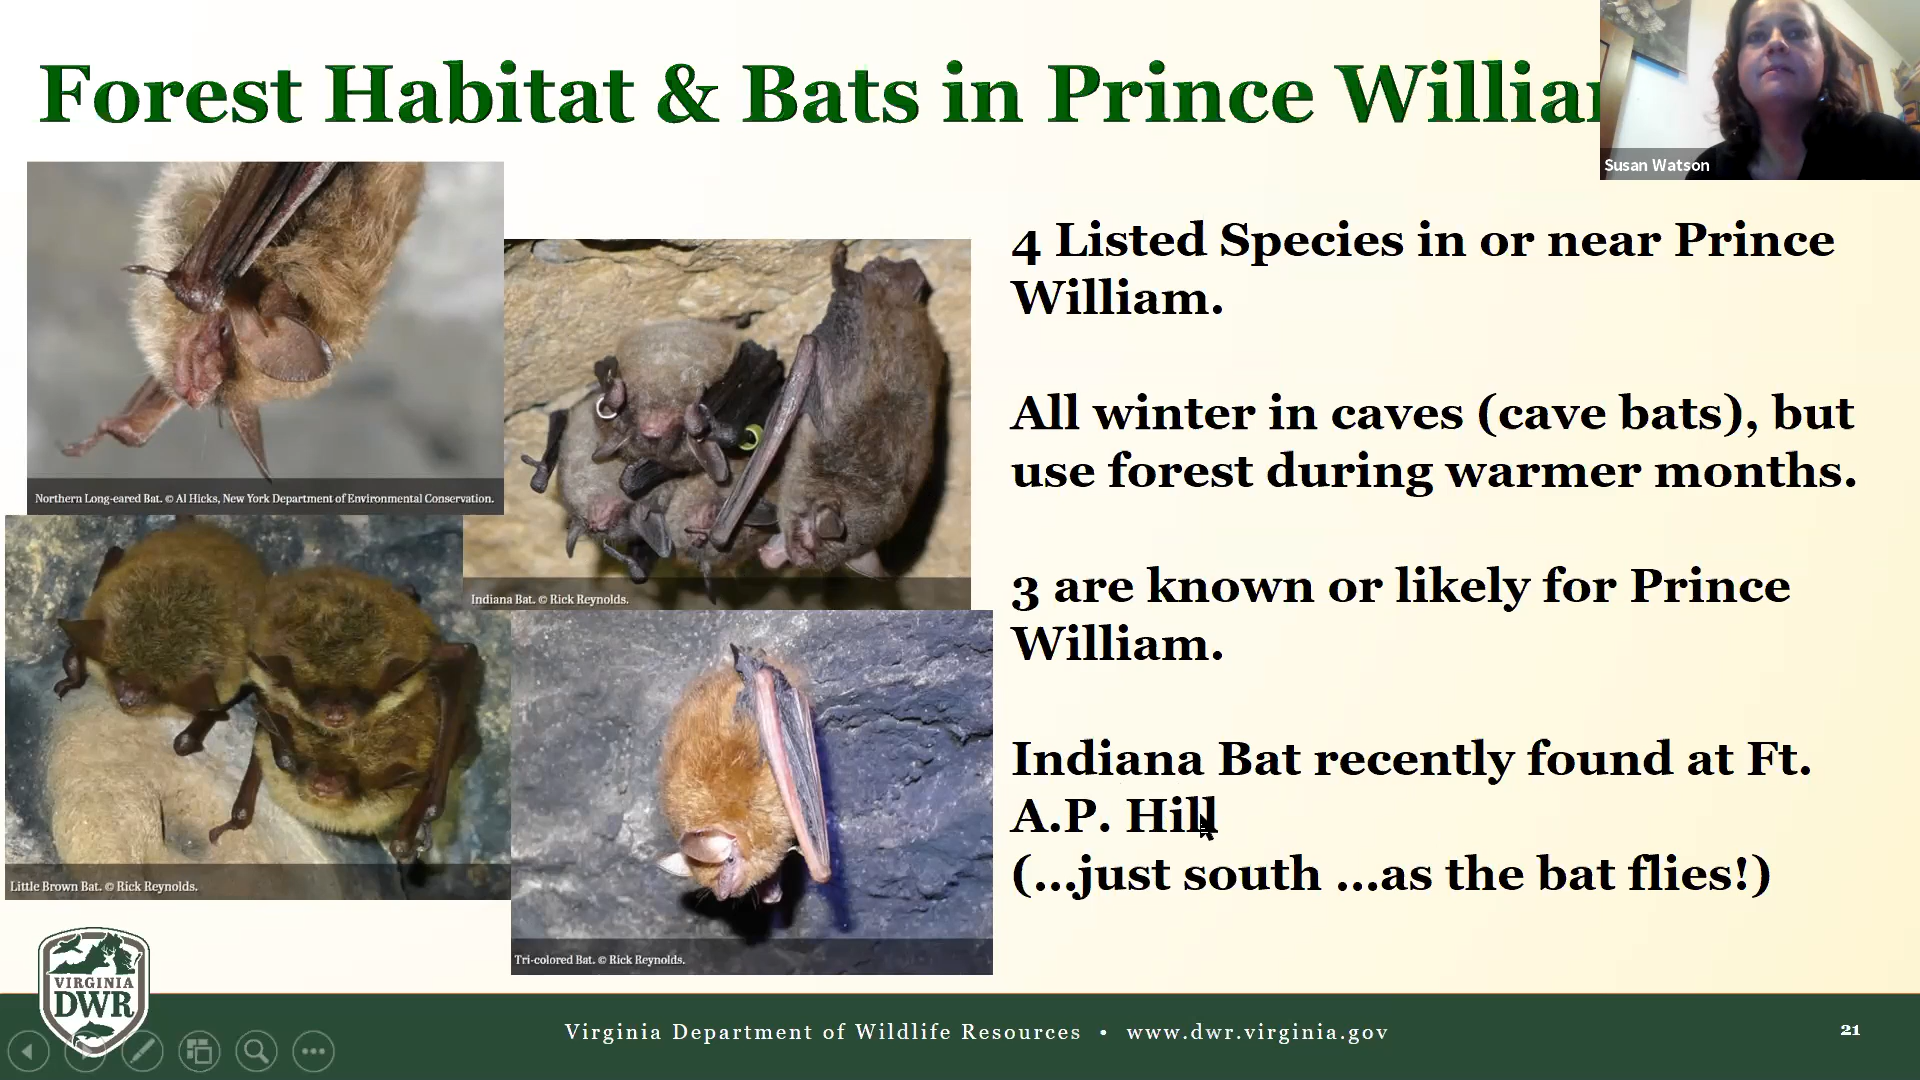 Forest Habitat & Bats in Prince
Susan Watson
4 Listed Species in or near Prince
William.
All winter in caves (cave bats), but
use forest during warmer months.
3 are known or likely for Prince
William.
Indiana Bat recently found at Ft.
A.P. Hill
(…just south …as the bat flies!)
Northern Long-eared Bat. © Al Hicks, New York Department of Environmental Conservation.
Indiana Bat. © Rick Reynolds.
Little Brown Bat. © Rick Reynolds.
Tri-colored Bat. © Rick Reynolds.
VIRGINIA
DWR
Virginia Department of Wildlife Resources • www.dwr.virginia.gov
21